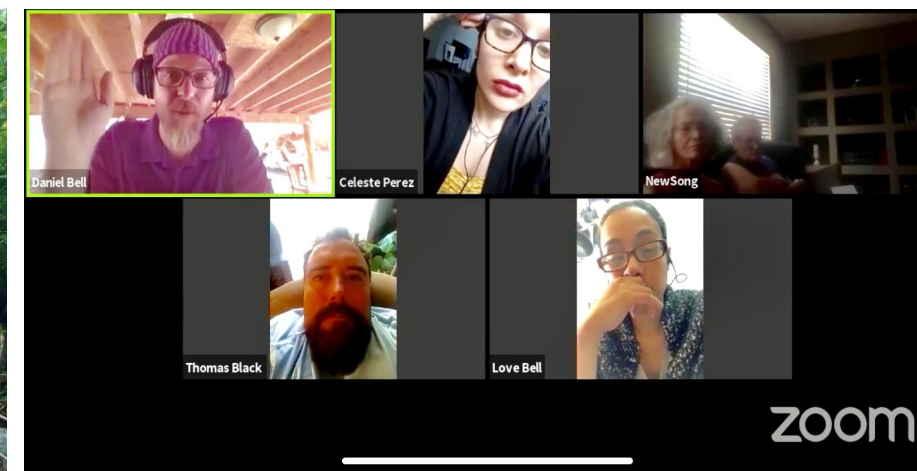 Daniel Bell
Celeste Perez
NewSong
Thomas Black
Love Bell
zoom